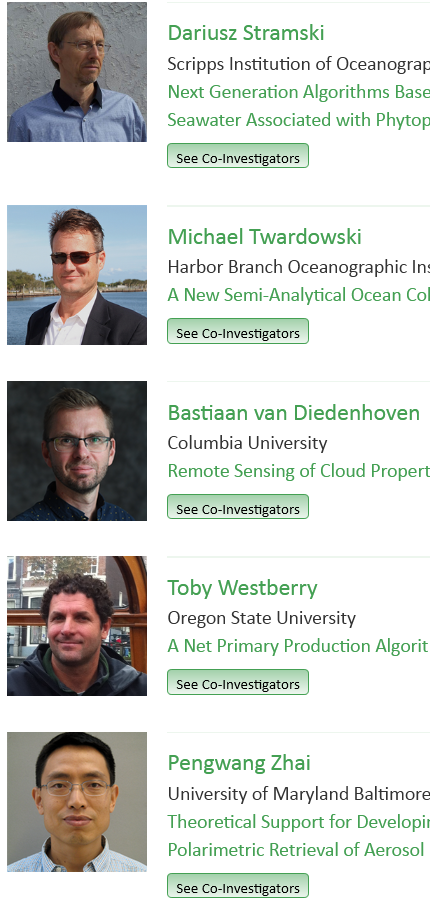 Dariusz Stramski
Scripps Institution of Oceanograp
Next Generation Algorithms Base
Seawater Associated with Phytop
See Co-Investigators
Michael Twardowski
Harbor Branch Oceanographic Ins
A New Semi-Analytical Ocean Col
See Co-Investigators
Bastiaan van Diedenhoven
Columbia University
Remote Sensing of Cloud Propert
See Co-Investigators
Toby Westberry
Oregon State University
A Net Primary Production Algorit
See Co-Investigators
Pengwang Zhai
University of Maryland Baltimore
Theoretical Support for Developin
Polarimetric Retrieval of Aerosol
See Co-Investigators